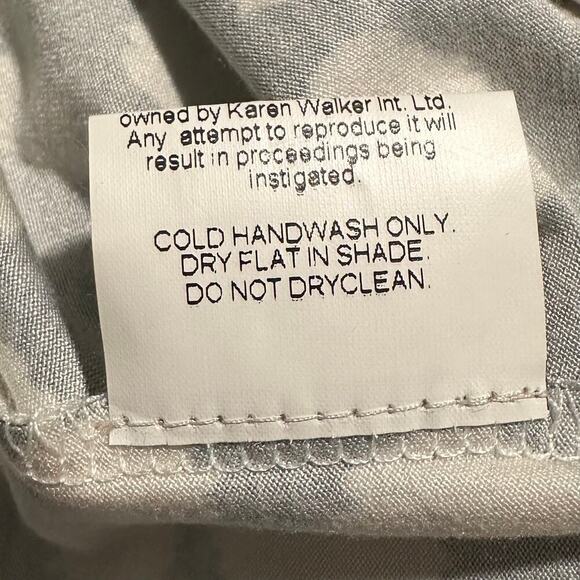 owned by Karen Walker Int. Ltd.
Any attempt to reproduce it will
result in proceedings being
instigated.
COLD HANDWASH ONLY.
DRY FLAT IN SHADE.
DO NOT DRYCLEAN.